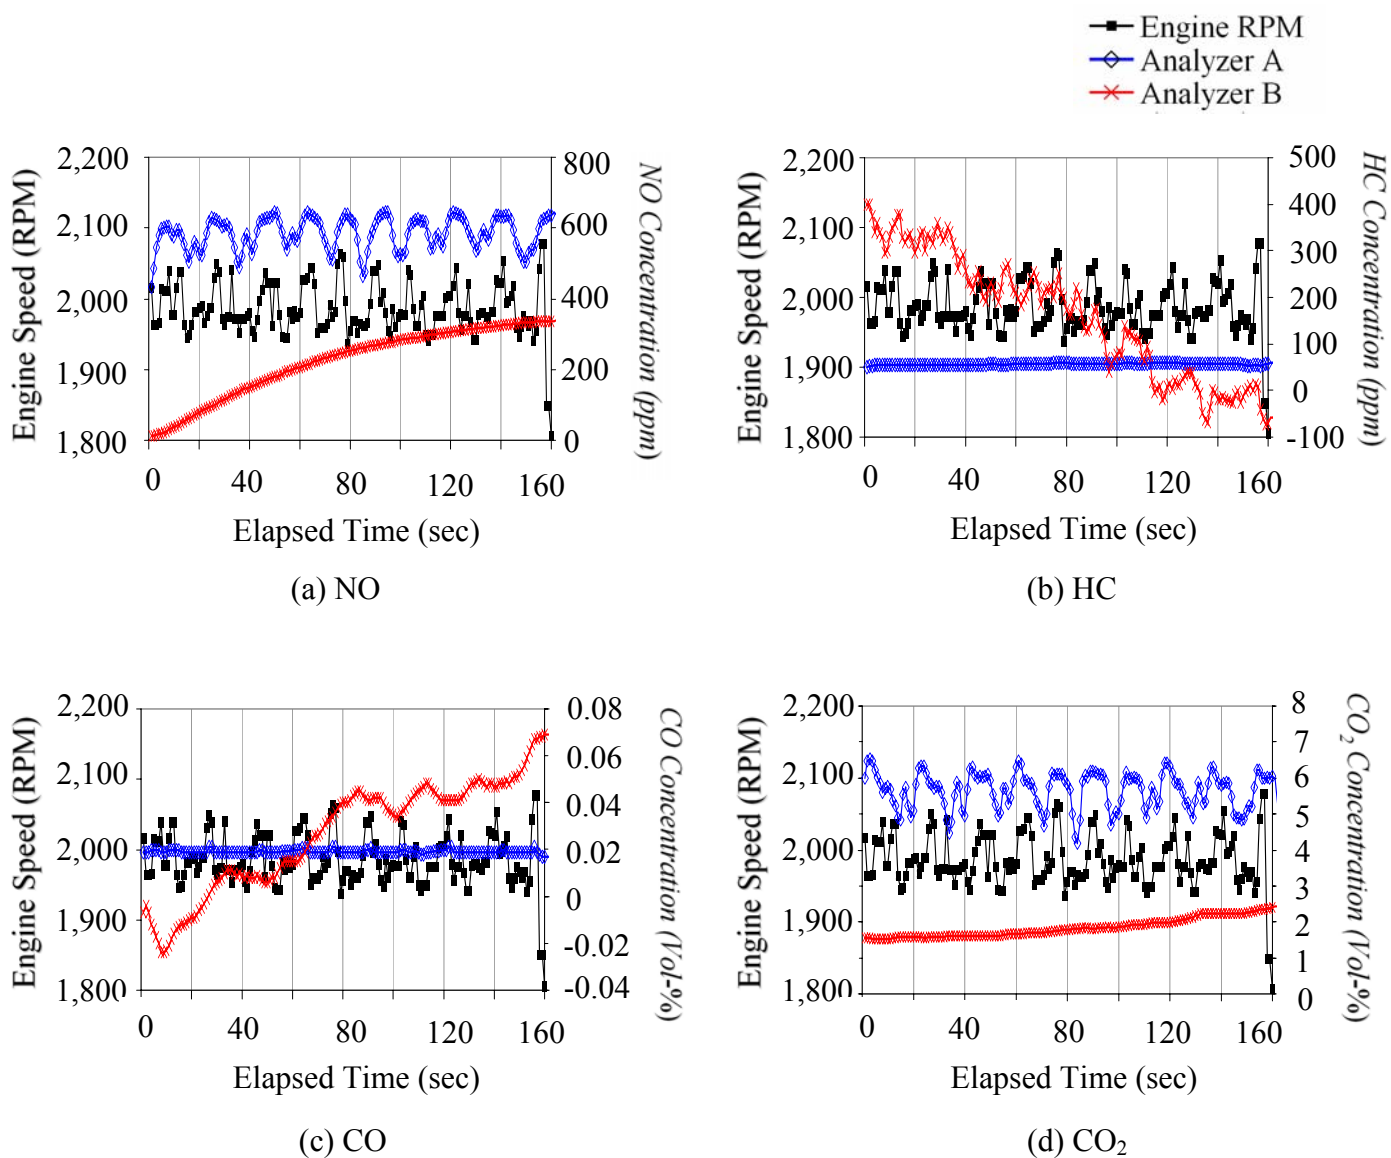 Engine RPM
Analyzer A
Analyzer B
Engine Speed (RPM)
2,200
2,100
2,000
1,900
1,800
800
600
400
200
0
NO Concentration (ppm)
0 40 80 120 160
Elapsed Time (sec)
(a) NO
Engine Speed (RPM)
2,200
2,100
2,000
1,900
1,800
500
400
300
200
100
0
-100
HC Concentration (ppm)
0 40 80 120 160
Elapsed Time (sec)
(b) HC
Engine Speed (RPM)
2,200
2,100
2,000
1,900
1,800
0.08
0.06
0.04
0.02
0
-0.02
-0.04
CO Concentration (Vol-%)
0 40 80 120 160
Elapsed Time (sec)
(c) CO
Engine Speed (RPM)
2,200
2,100
2,000
1,900
1,800
8
7
6
5
4
3
2
1
0
CO₂ Concentration (Vol-%)
0 40 80 120 160
Elapsed Time (sec)
(d) CO₂